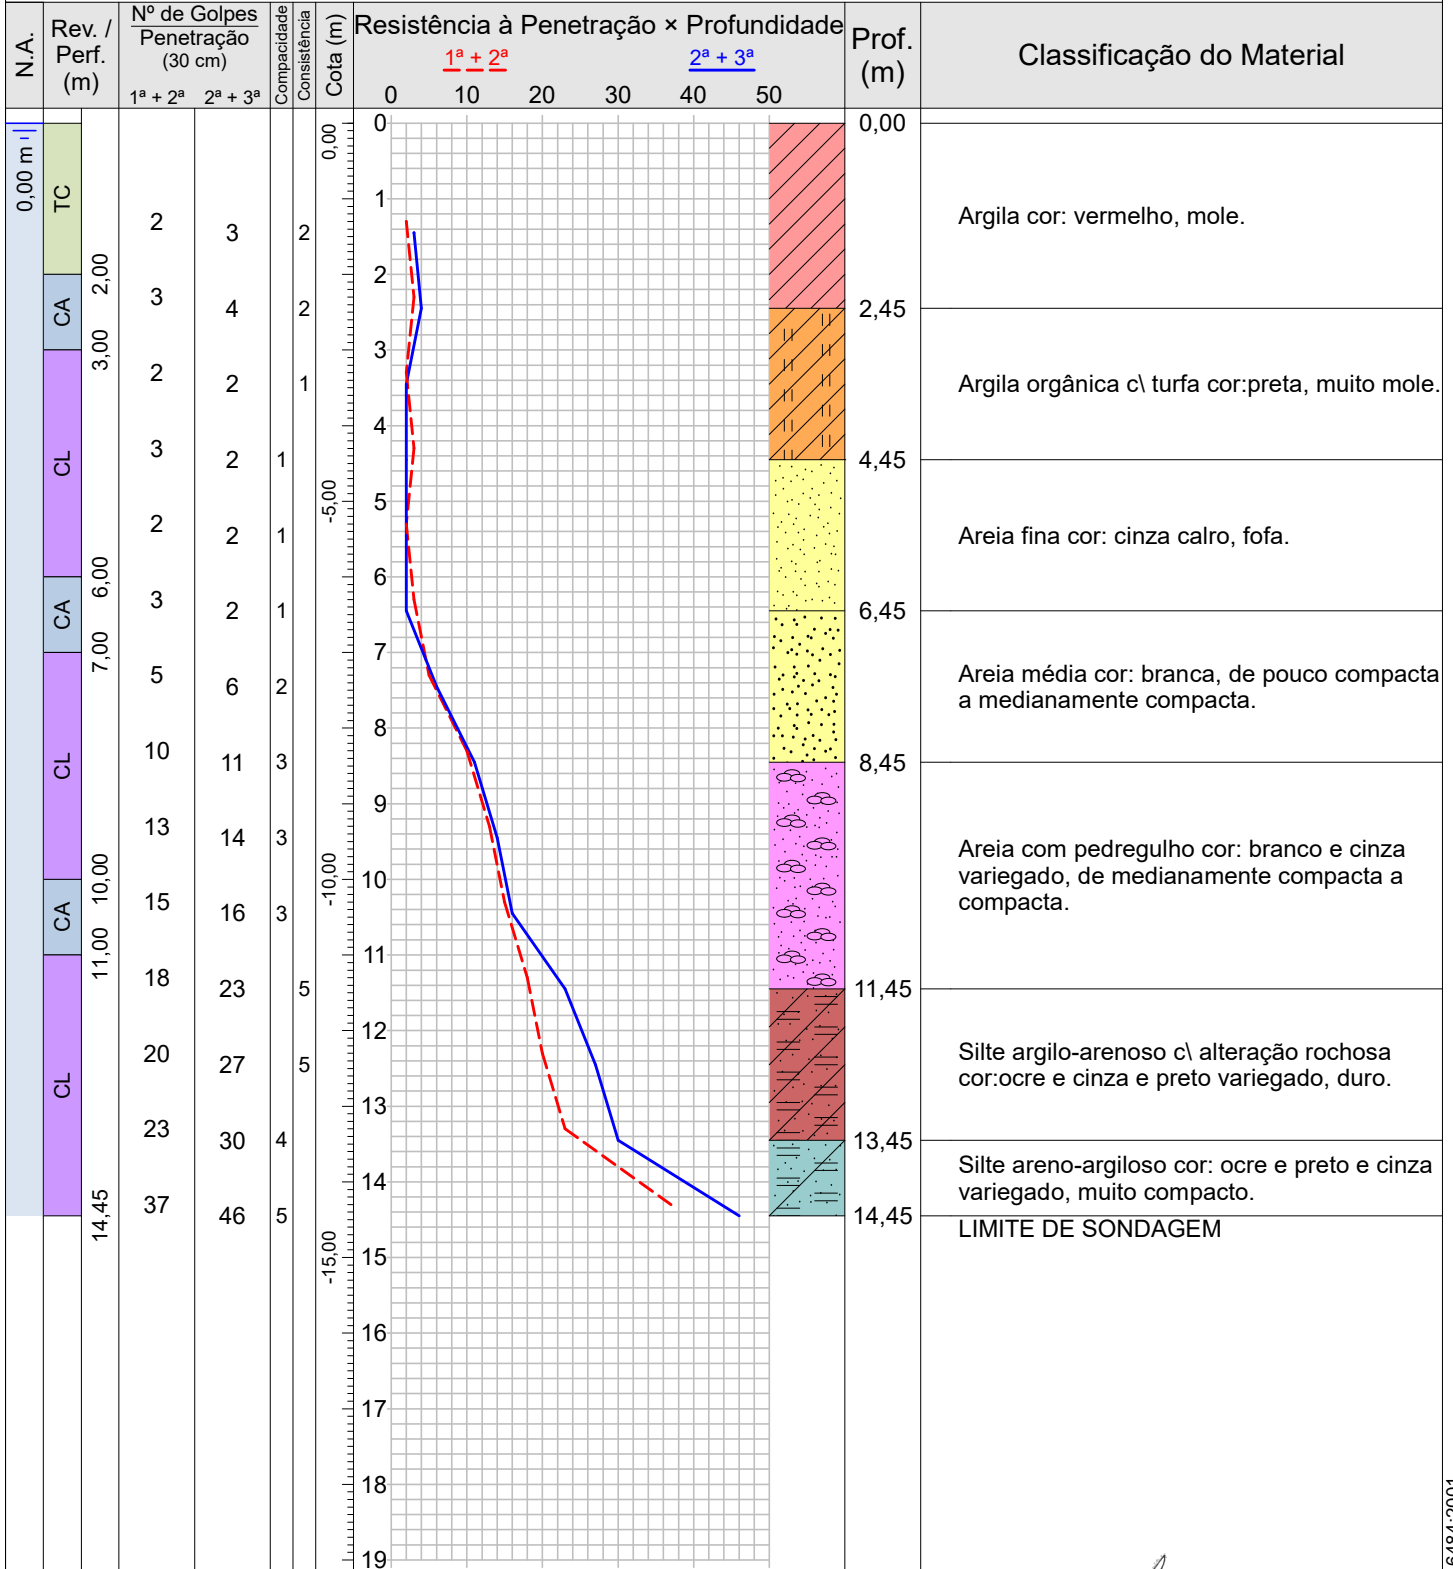 N.A.
Rev. /
Perf.
(m)
Nº de Golpes
Penetração
(30 cm)
1ª + 2ª
2ª + 3ª
Compacidade
Consistência
Cota (m)
Resistência à Penetração × Profundidade
1ª + 2ª
2ª + 3ª
0 10 20 30 40 50
Prof.
(m)
Classificação do Material
0,00 m
TC
2,00
CA
3,00
CL
6,00
CA
7,00
CL
10,00
CA
11,00
CL
14,45
2 3 2
3 4 2
2 2 1
3 2 1
2 2 1
3 2 1
5 6 2
10 11 3
13 14 3
15 16 3
18 23 5
20 27 5
23 30 4
37 46 5
0,00
-5,00
-10,00
-15,00
0
1
2
3
4
5
6
7
8
9
10
11
12
13
14
15
16
17
18
19
0,00
Argila cor: vermelho, mole.
2,45
Argila orgânica c\ turfa cor:preta, muito mole.
4,45
Areia fina cor: cinza calro, fofa.
6,45
Areia média cor: branca, de pouco compacta
a medianamente compacta.
8,45
Areia com pedregulho cor: branco e cinza
variegado, de medianamente compacta a
compacta.
11,45
Silte argilo-arenoso c\ alteração rochosa
cor:ocre e cinza e preto variegado, duro.
13,45
Silte areno-argiloso cor: ocre e preto e cinza
variegado, muito compacto.
14,45
LIMITE DE SONDAGEM
6484:2001